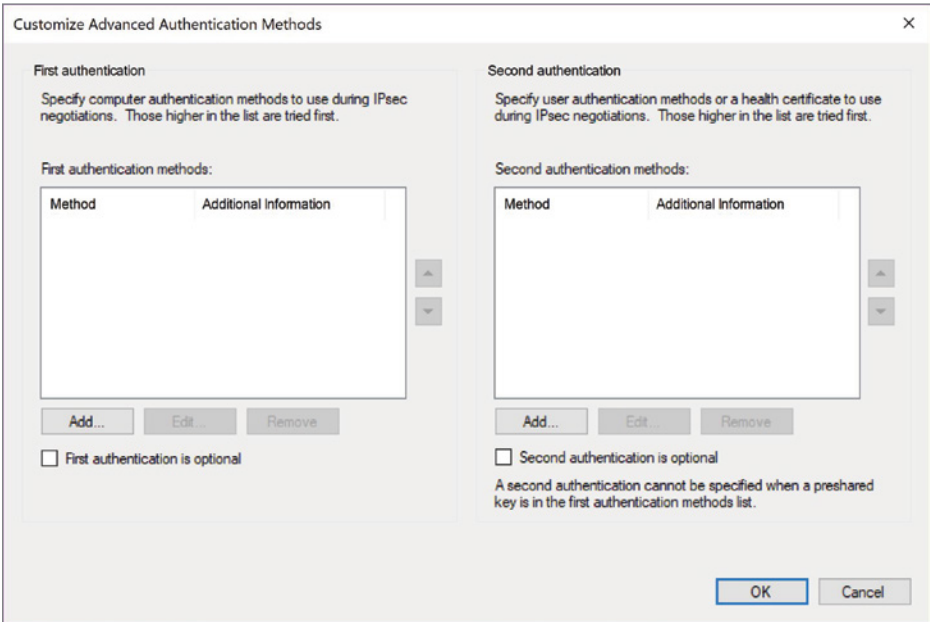 Customize Advanced Authentication Methods
First authentication
Specify computer authentication methods to use during IPsec
negotiations. Those higher in the list are tried first.
First authentication methods:
Method Additional Information
Add... Edit... Remove
First authentication is optional
Second authentication
Specify user authentication methods or a health certificate to use
during IPsec negotiations. Those higher in the list are tried first.
Second authentication methods:
Method Additional Information
Add... Edit... Remove
Second authentication is optional
A second authentication cannot be specified when a preshared
key is in the first authentication methods list.
OK Cancel